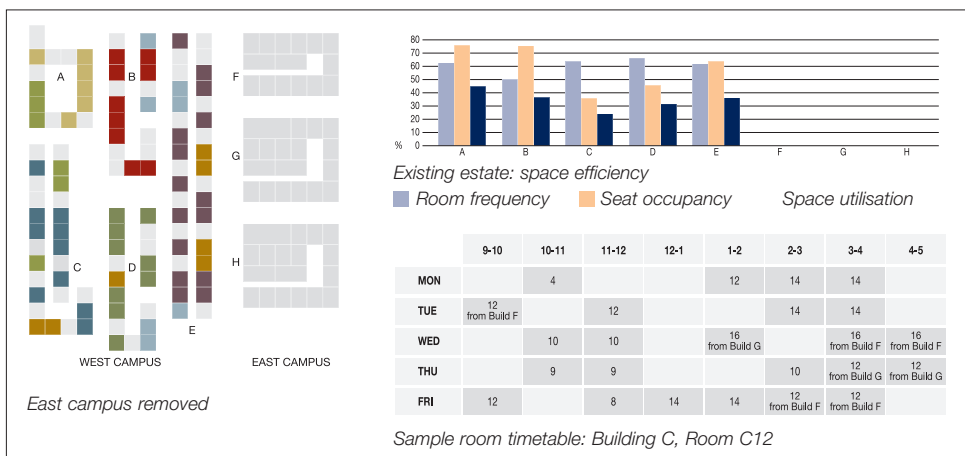 A
B
C
D
E
WEST CAMPUS
F
G
H
EAST CAMPUS
East campus removed
80
70
60
50
40
30
20
10
% 0
A B C D E F G H
Existing estate: space efficiency
Room frequency Seat occupancy Space utilisation
9-10 10-11 11-12 12-1 1-2 2-3 3-4 4-5
MON 4 12 14 14
TUE 12 from Build F 12 14 14
WED 10 10 16 from Build G 16 from Build F 16 from Build F
THU 9 9 10 12 from Build G 12 from Build G
FRI 12 8 14 14 12 from Build F 12 from Build F
Sample room timetable: Building C, Room C12